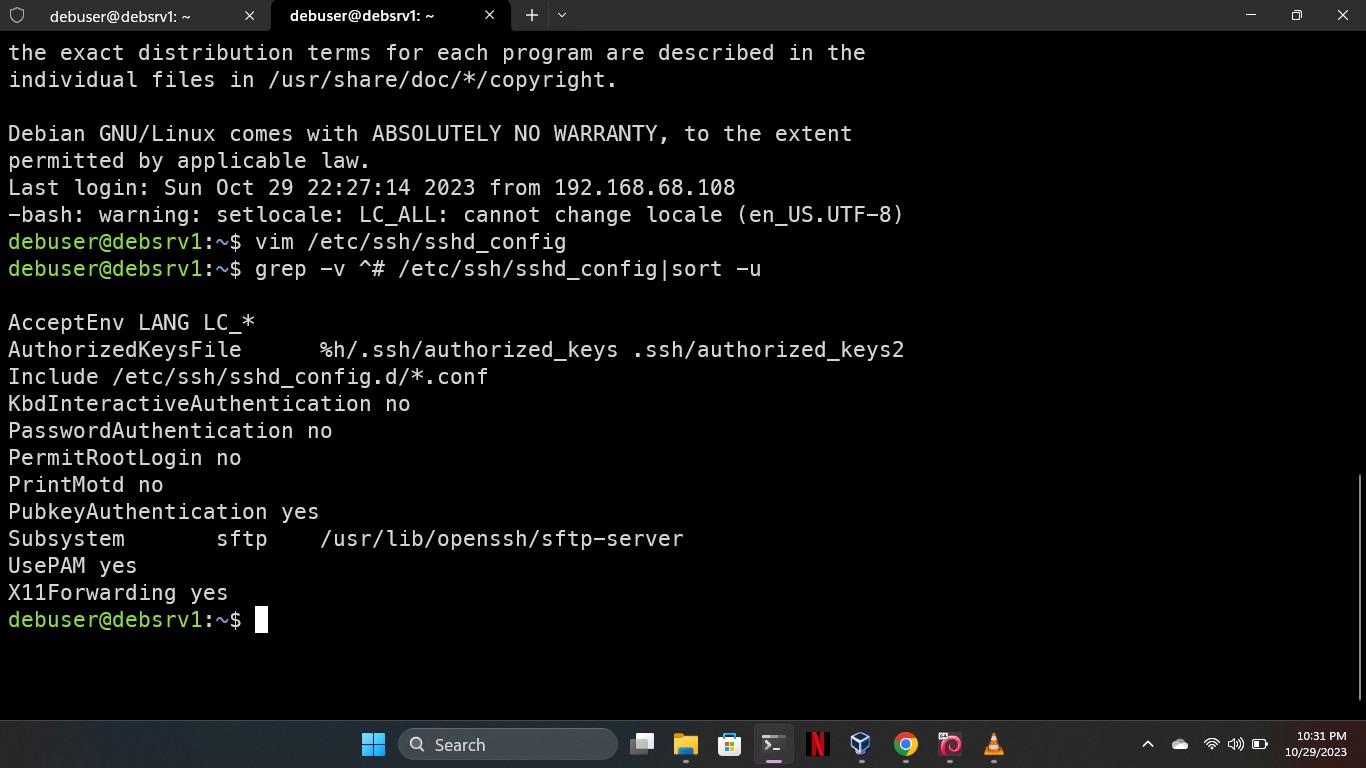 debuser@debsrv1: ~
debuser@debsrv1: ~
the exact distribution terms for each program are described in the
individual files in /usr/share/doc/*/copyright.
Debian GNU/Linux comes with ABSOLUTELY NO WARRANTY, to the extent
permitted by applicable law.
Last login: Sun Oct 29 22:27:14 2023 from 192.168.68.108
-bash: warning: setlocale: LC_ALL: cannot change locale (en_US.UTF-8)
debuser@debsrv1:~$ vim /etc/ssh/sshd_config
debuser@debsrv1:~$ grep -v ^# /etc/ssh/sshd_config|sort -u
AcceptEnv LANG LC_*
AuthorizedKeysFile      %h/.ssh/authorized_keys .ssh/authorized_keys2
Include /etc/ssh/sshd_config.d/*.conf
KbdInteractiveAuthentication no
PasswordAuthentication no
PermitRootLogin no
PrintMotd no
PubkeyAuthentication yes
Subsystem       sftp    /usr/lib/openssh/sftp-server
UsePAM yes
X11Forwarding yes
debuser@debsrv1:~$
Search
10:31 PM
10/29/2023